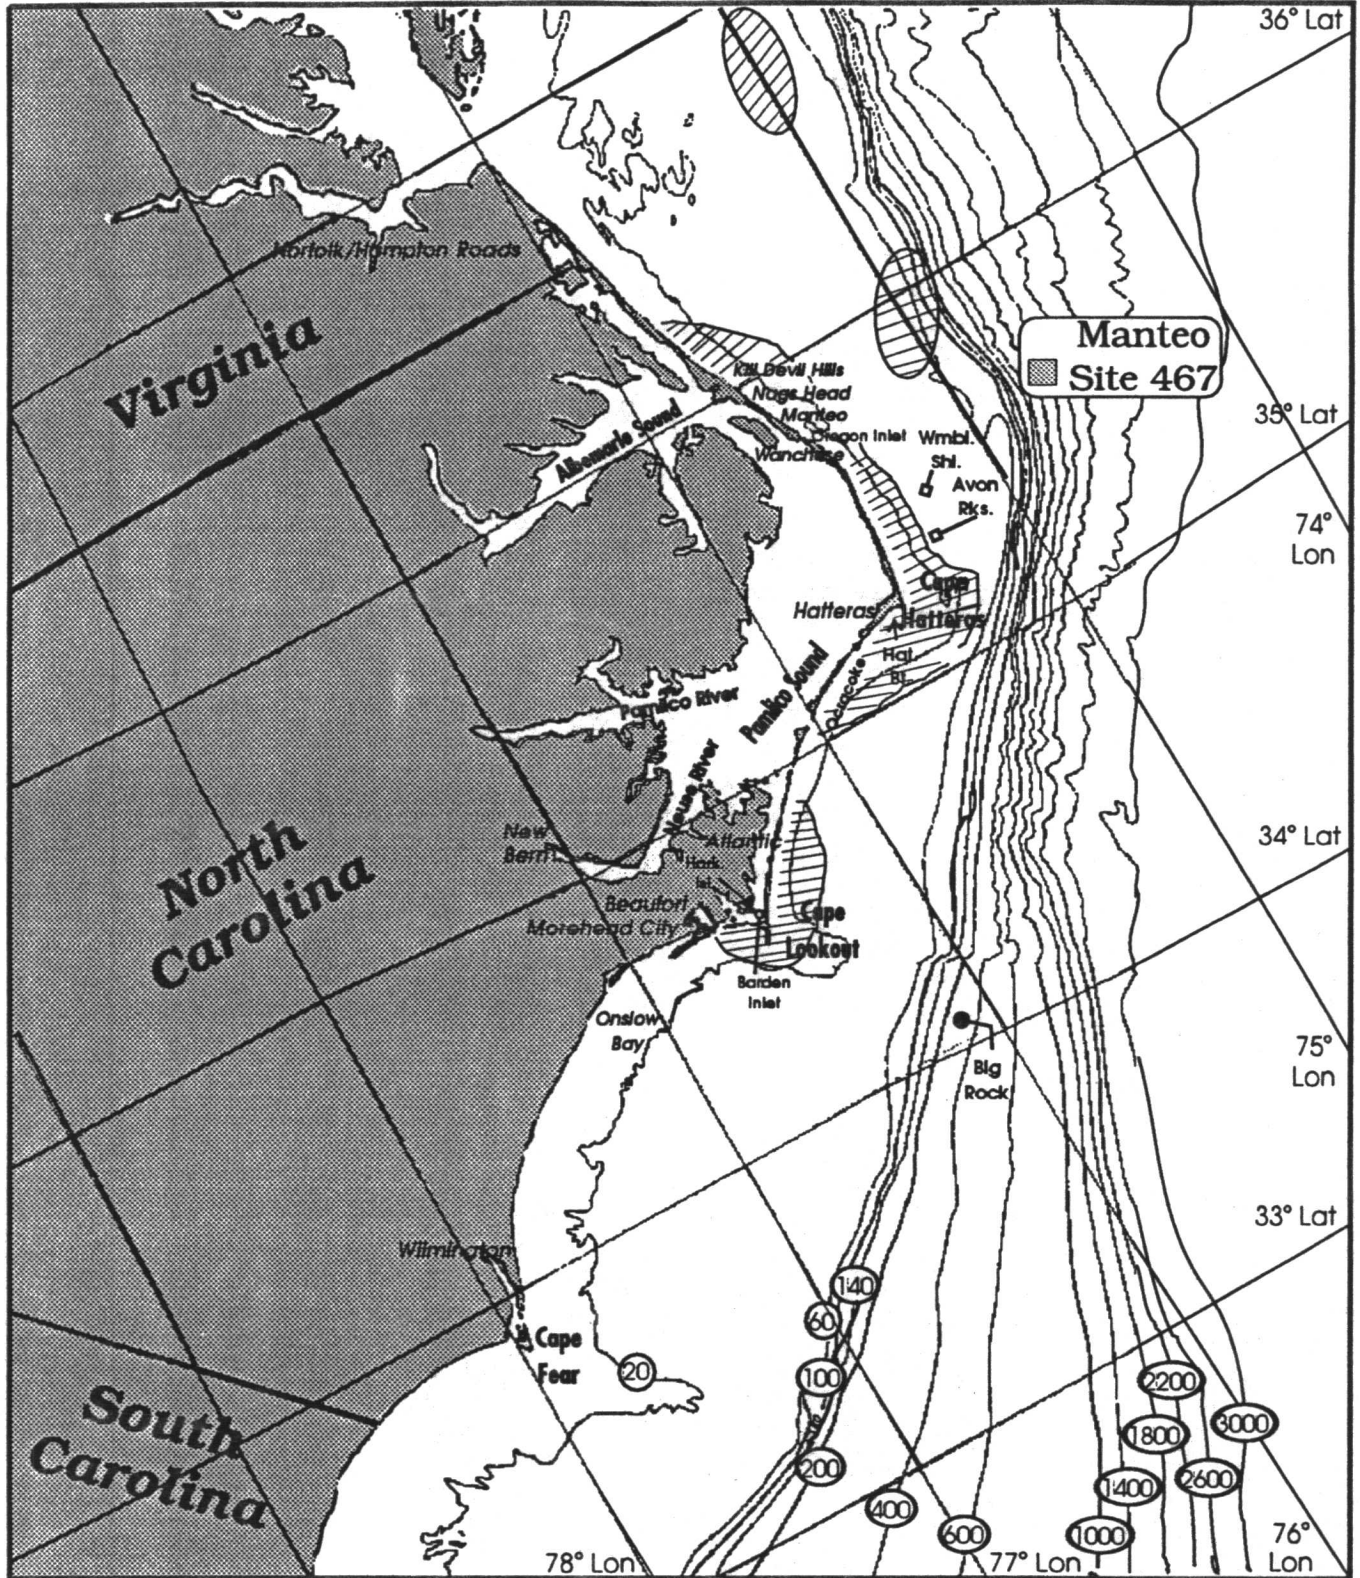 36° Lat
Norfolk/Hampton Roads
Virginia
Manteo
Site 467
Kill Devil Hills
Nags Head
Manteo
Oregon Inlet
Wanchese
Albemarle Sound
Wmbl.
Shl.
Avon
Rks.
35° Lat
74°
Lon
Cape
Hatteras
Hatteras
Hat.
Ocracoke
Pamlico Sound
Pamlico River
Neuse River
New
Bern
Atlantic
Hark.
Isl.
Beaufort
Morehead City
Cape
Lookout
Barden
Inlet
34° Lat
North
Carolina
Onslow
Bay
Big
Rock
75°
Lon
33° Lat
Wilmington
Cape
Fear
20
140
60
100
200
400
600
1000
1400
1800
2200
2600
3000
South
Carolina
78° Lon
77° Lon
76°
Lon